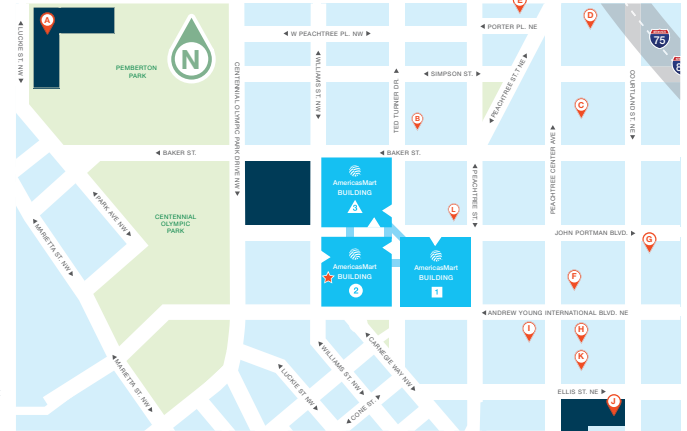 E
A
D
LUCKIE ST. NW
N
W PEACHTREE PL. NW
PORTER PL. NE
75
PEMBERTON
PARK
CENTENNIAL OLYMPIC PARK DRIVE NW
WILLIAMS ST. NW
TED TURNER DR.
SIMPSON ST.
PEACHTREE ST. NE
COURTLAND ST. NE
C
B
PEACHTREE CENTER AVE
BAKER ST.
BAKER ST.
AmericasMart
BUILDING
3
PEACHTREE ST.
PARK AVE NW
L
CENTENNIAL
OLYMPIC
PARK
MARIETTA ST. NW
JOHN PORTMAN BLVD.
G
AmericasMart
BUILDING
2
AmericasMart
BUILDING
1
F
ANDREW YOUNG INTERNATIONAL BLVD. NE
I
H
K
MARIETTA ST. NW
LUCKIE ST. NW
WILLIAMS ST. NW
CARNEGIE WAY NW
CONE ST.
ELLIS ST. NE
J